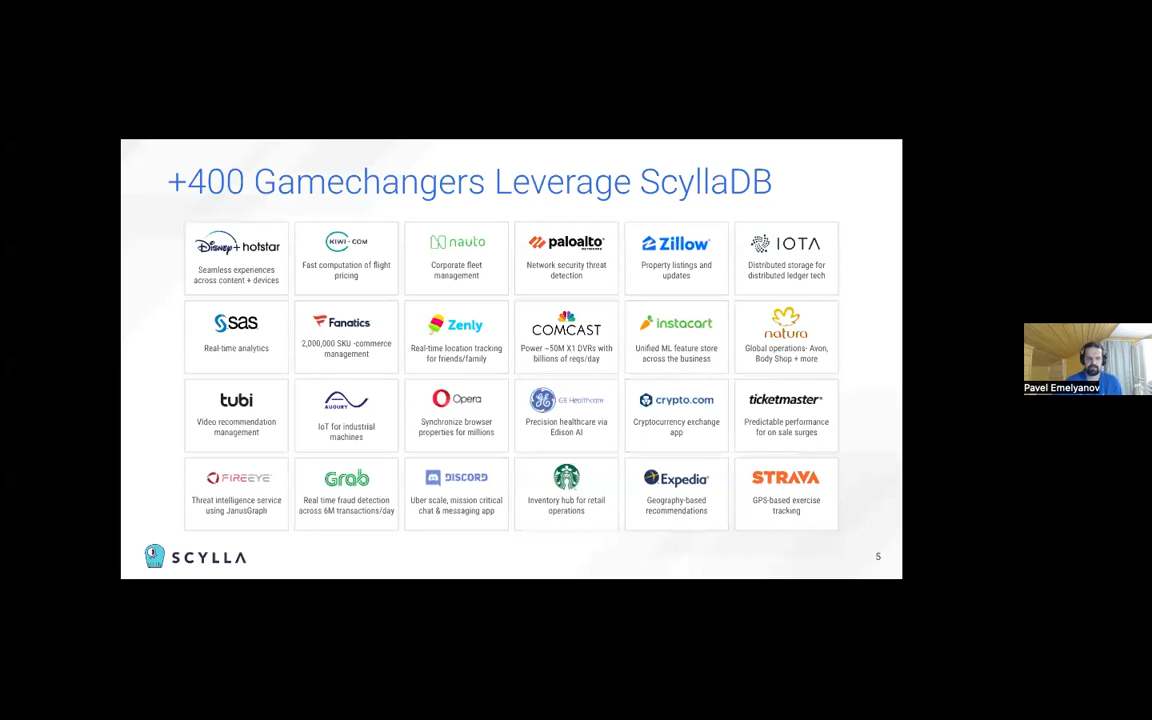 +400 Gamechangers Leverage ScyllaDB
Disney+ hotstar
Seamless experiences
across content + devices
KIWI.COM
Fast computation of flight
pricing
nauto
Corporate fleet
management
paloalto
NETWORKS
Network security threat
detection
Zillow
Property listings and
updates
IOTA
Distributed storage for
distributed ledger tech
sas
Real-time analytics
Fanatics
2,000,000 SKU -commerce
management
Zenly
Real-time location tracking
for friends/family
COMCAST
Power ~50M X1 DVRs with
billions of reqs/day
instacart
Unified ML feature store
across the business
natura
Global operations- Avon,
Body Shop + more
tubi
Video recommendation
management
AUGURY
IoT for industrial
machines
Opera
Synchronize browser
properties for millions
GE Healthcare
Precision healthcare via
Edison AI
crypto.com
Cryptocurrency exchange
app
ticketmaster®
Predictable performance
for on sale surges
FIREEYE
Threat intelligence service
using JanusGraph
Grab
Real time fraud detection
across 6M transactions/day
DISCORD
Uber scale, mission critical
chat & messaging app
Inventory hub for retail
operations
Expedia
Geography-based
recommendations
STRAVA
GPS-based exercise
tracking
SCYLLA
5
Pavel Emelyanov